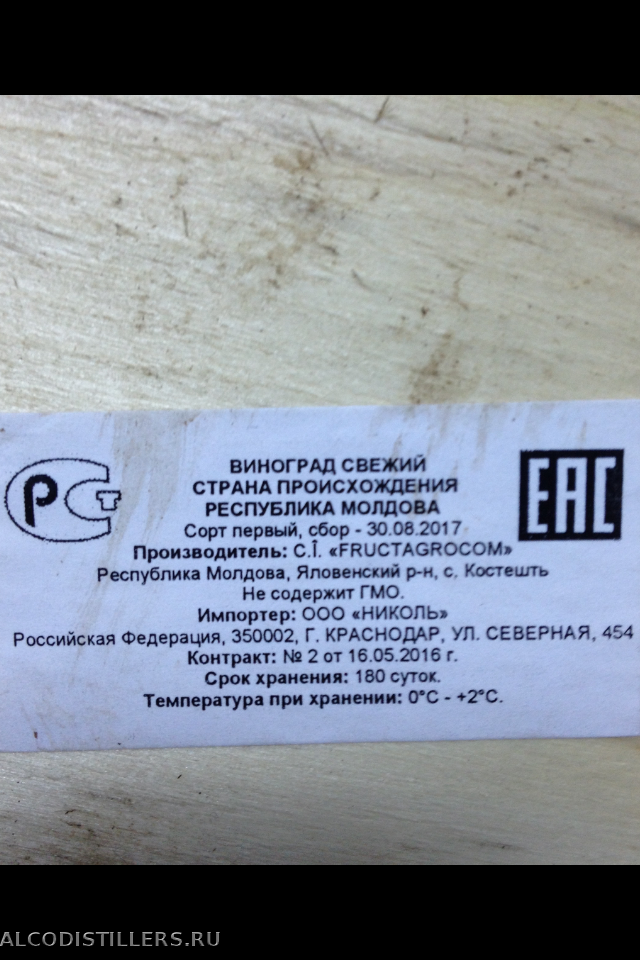 ВИНОГРАД СВЕЖИЙ
СТРАНА ПРОИСХОЖДЕНИЯ
РЕСПУБЛИКА МОЛДОВА
Сорт первый, сбор - 30.08.2017
Производитель: С.Î. «FRUCTAGROCOM»
Республика Молдова, Яловенский р-н, с. Костешть
Не содержит ГМО.
Импортер: ООО «НИКОЛЬ»
Российская Федерация, 350002, Г. КРАСНОДАР, УЛ. СЕВЕРНАЯ, 454
Контракт: № 2 от 16.05.2016 г.
Срок хранения: 180 суток.
Температура при хранении: 0°С - +2°С.
РСТ
ЕАС
ALCODISTILLERS.RU